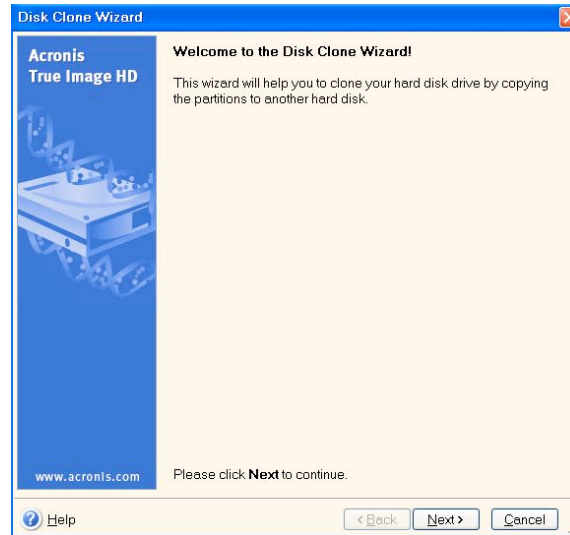 Disk Clone Wizard
Acronis
True Image HD
Welcome to the Disk Clone Wizard!
This wizard will help you to clone your hard disk drive by copying
the partitions to another hard disk.
www.acronis.com
Please click Next to continue.
Help
< Back
Next >
Cancel